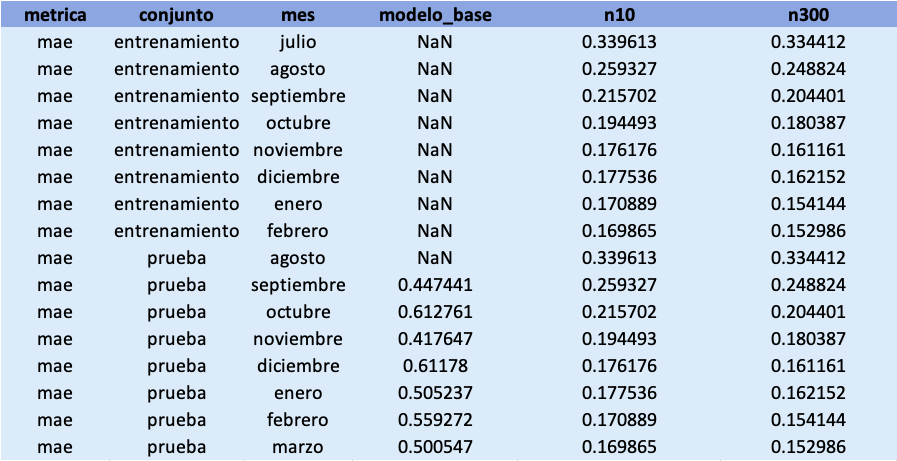 metrica conjunto mes modelo_base n10 n300
mae entrenamiento julio NaN 0.339613 0.334412
mae entrenamiento agosto NaN 0.259327 0.248824
mae entrenamiento septiembre NaN 0.215702 0.204401
mae entrenamiento octubre NaN 0.194493 0.180387
mae entrenamiento noviembre NaN 0.176176 0.161161
mae entrenamiento diciembre NaN 0.177536 0.162152
mae entrenamiento enero NaN 0.170889 0.154144
mae entrenamiento febrero NaN 0.169865 0.152986
mae prueba agosto NaN 0.339613 0.334412
mae prueba septiembre 0.447441 0.259327 0.248824
mae prueba octubre 0.612761 0.215702 0.204401
mae prueba noviembre 0.417647 0.194493 0.180387
mae prueba diciembre 0.61178 0.176176 0.161161
mae prueba enero 0.505237 0.177536 0.162152
mae prueba febrero 0.559272 0.170889 0.154144
mae prueba marzo 0.500547 0.169865 0.152986